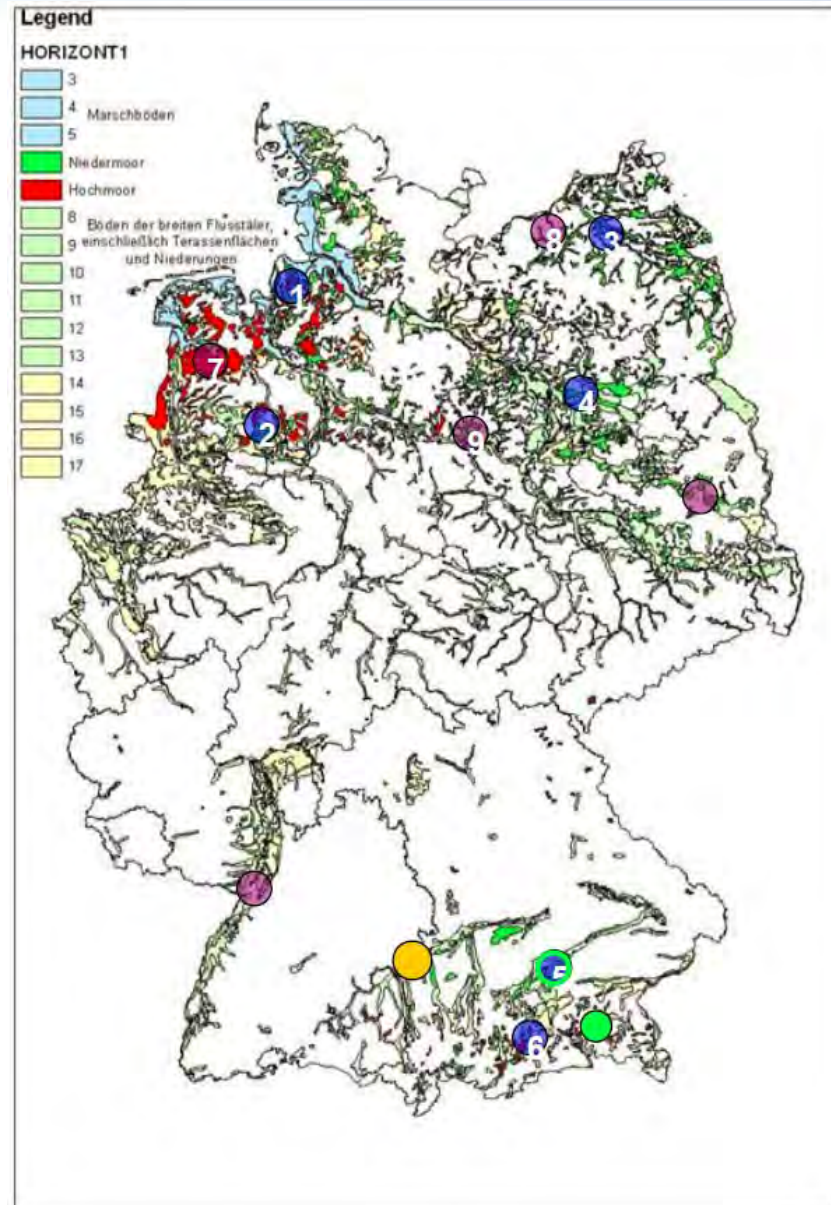 Legend
HORIZONT1
3
4 Marschböden
5
Niedermoor
Hochmoor
8 Böden der breiten Flusstäler,
9 einschließlich Terassenflächen
10 und Niederungen
11
12
13
14
15
16
17
8
3
1
7
4
2
9
5
6